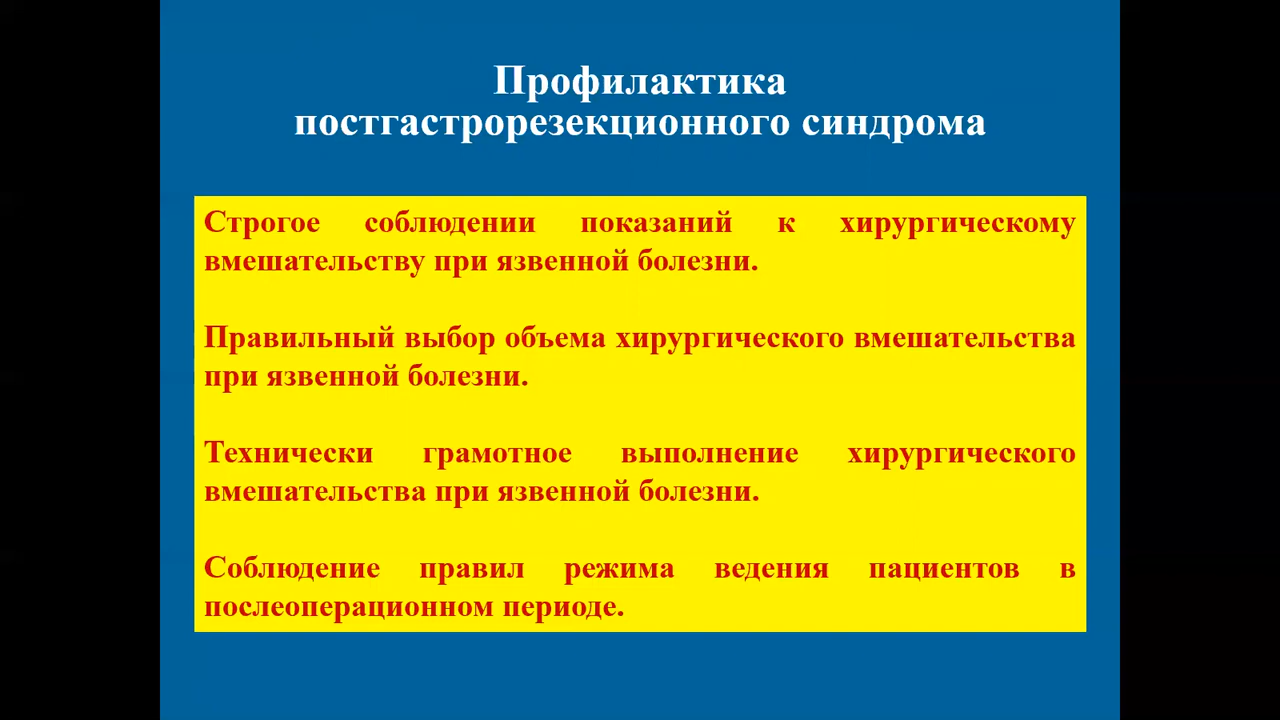 Профилактика
постгастрорезекционного синдрома
Строгое соблюдении показаний к хирургическому
вмешательству при язвенной болезни.
Правильный выбор объема хирургического вмешательства
при язвенной болезни.
Технически грамотное выполнение хирургического
вмешательства при язвенной болезни.
Соблюдение правил режима ведения пациентов в
послеоперационном периоде.